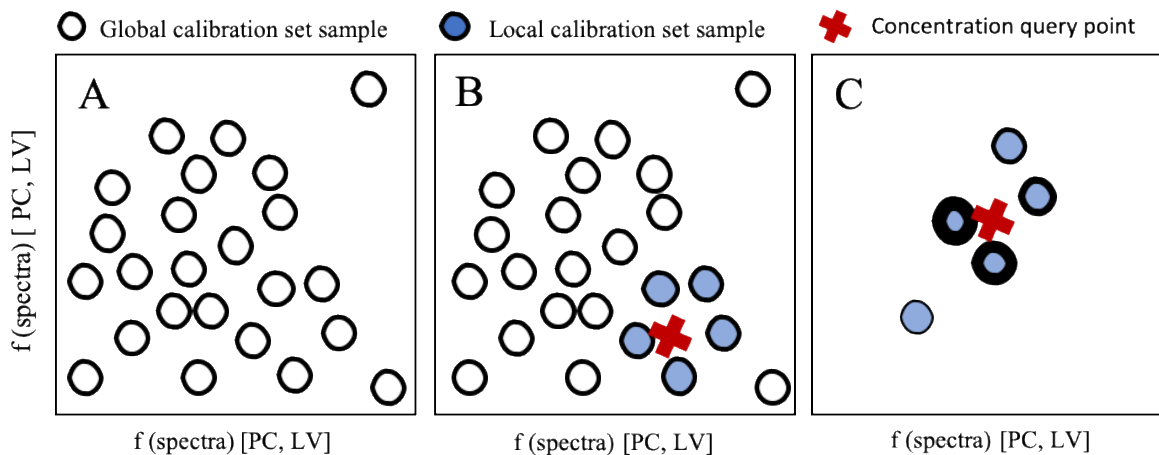 Global calibration set sample
Local calibration set sample
Concentration query point
A
B
C
f (spectra) [ PC, LV]
f (spectra) [PC, LV]
f (spectra) [PC, LV]
f (spectra) [PC, LV]